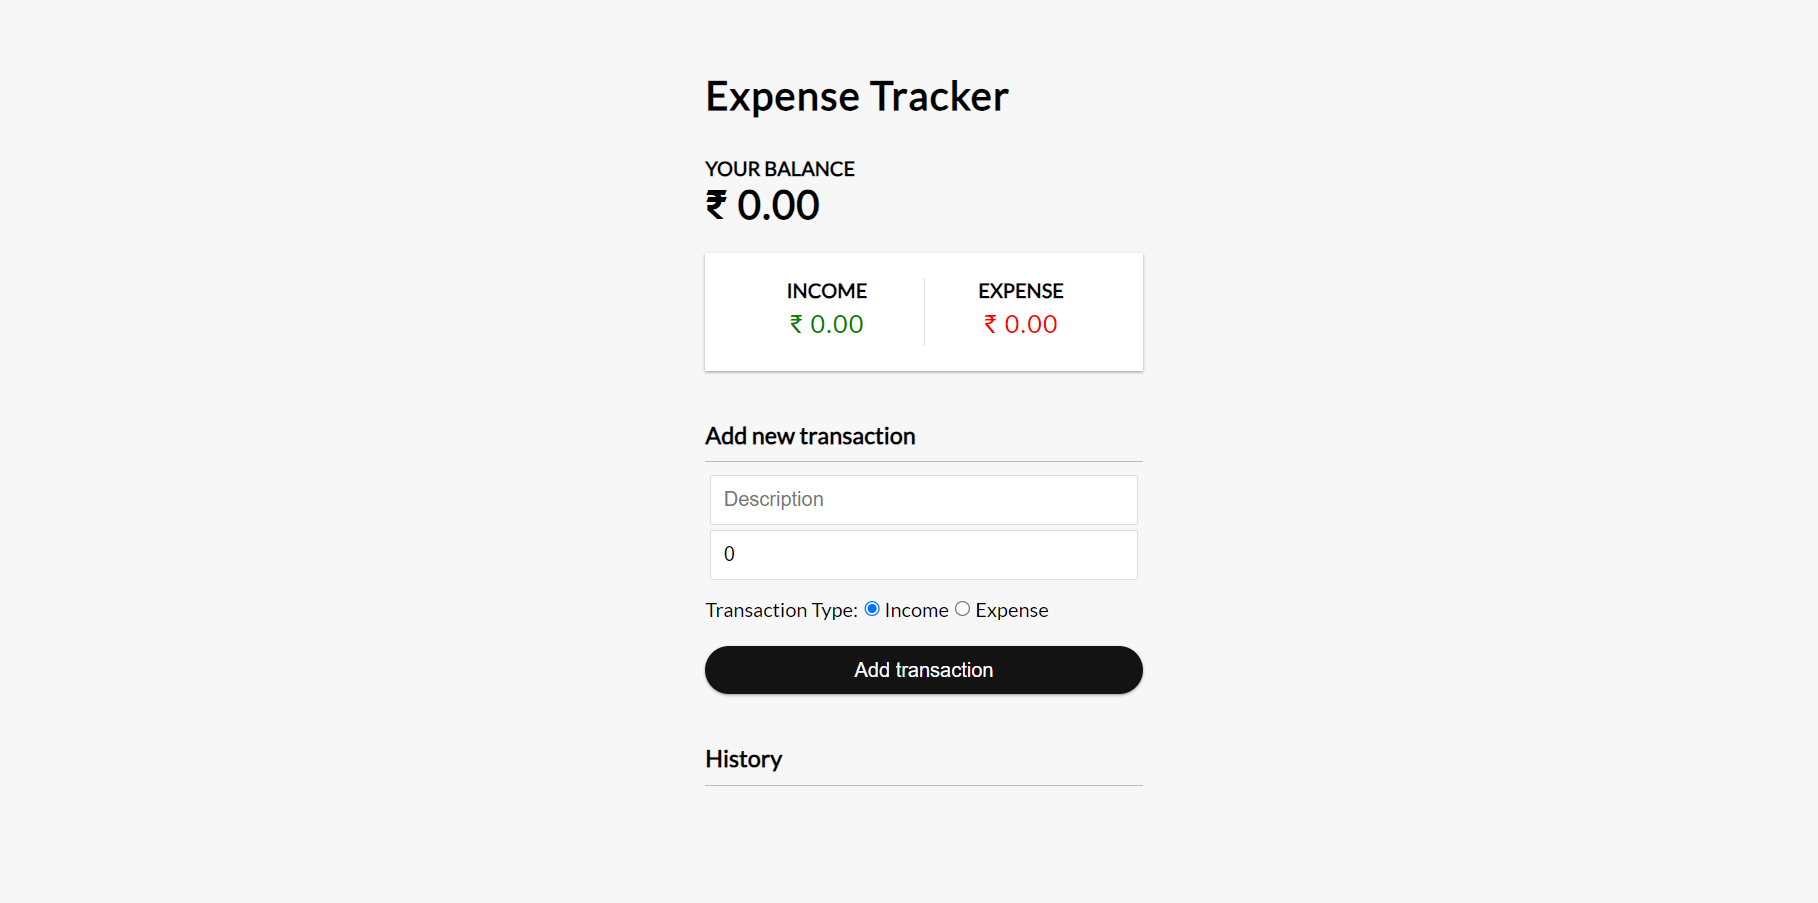 Expense Tracker
YOUR BALANCE
₹ 0.00
INCOME EXPENSE
₹ 0.00 ₹ 0.00
Add new transaction
Description
0
Transaction Type: Income Expense
Add transaction
History